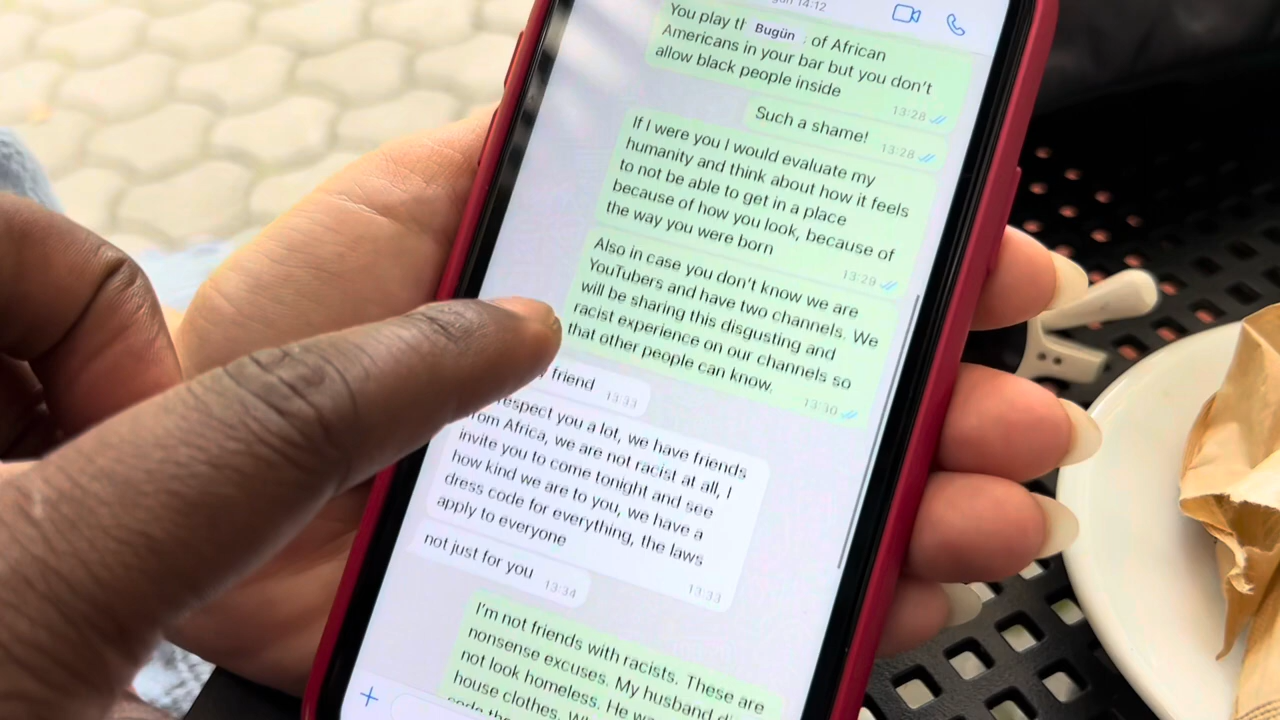 14:12
You play th of African
Bugün
Americans in your bar but you don't
allow black people inside
13:28
Such a shame!
13:28
If I were you I would evaluate my
humanity and think about how it feels
to not be able to get in a place
because of how you look, because of
the way you were born
13:29
Also in case you don't know we are
YouTubers and have two channels. We
will be sharing this disgusting and
racist experience on our channels so
that other people can know.
13:30
friend
13:33
respect you a lot, we have friends
from Africa, we are not racist at all, I
invite you to come tonight and see
how kind we are to you, we have a
dress code for everything, the laws
apply to everyone
13:33
not just for you
13:34
I'm not friends with racists. These are
nonsense excuses. My husband
not look homeless. He
house clothes.